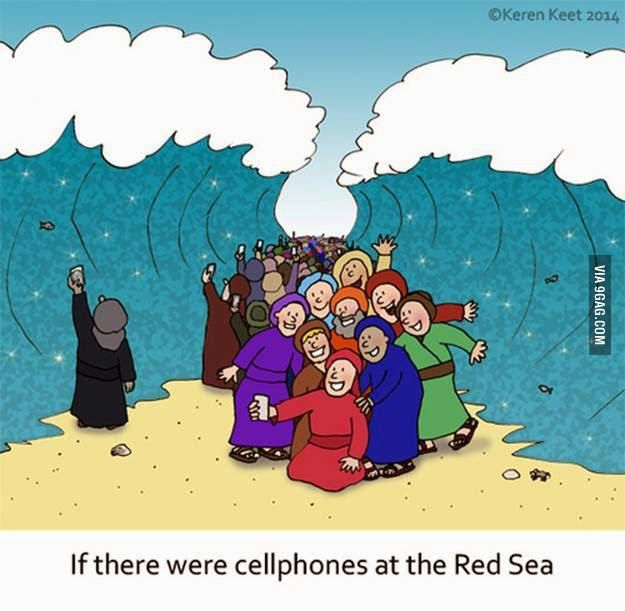 ©Keren Keet 2014
VIA 9GAG.COM
If there were cellphones at the Red Sea